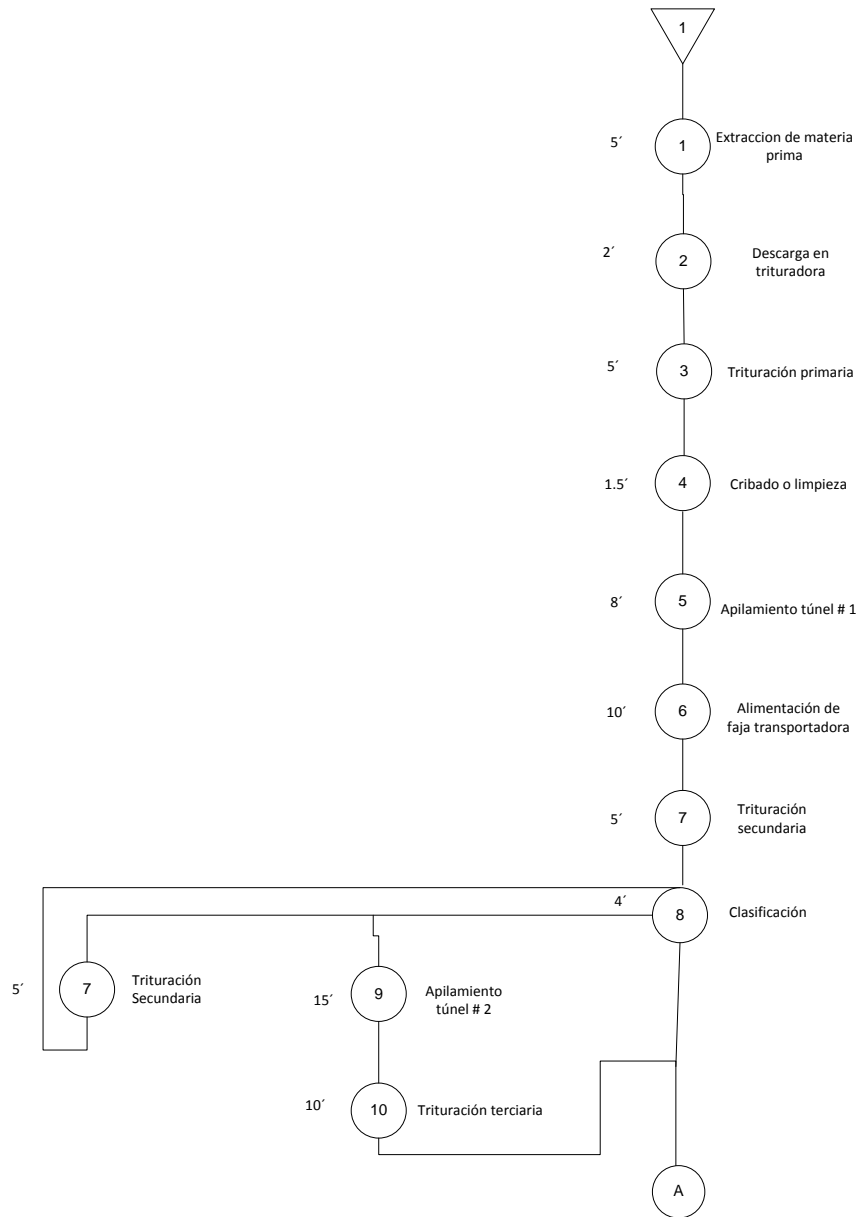 1
5´
1
Extraccion de materia
prima
2´
2
Descarga en
trituradora
5´
3
Trituración primaria
1.5´
4
Cribado o limpieza
8´
5
Apilamiento túnel # 1
10´
6
Alimentación de
faja transportadora
5´
7
Trituración
secundaria
4´
8
Clasificación
5´
7
Trituración
Secundaria
15´
9
Apilamiento
túnel # 2
10´
10
Trituración terciaria
A